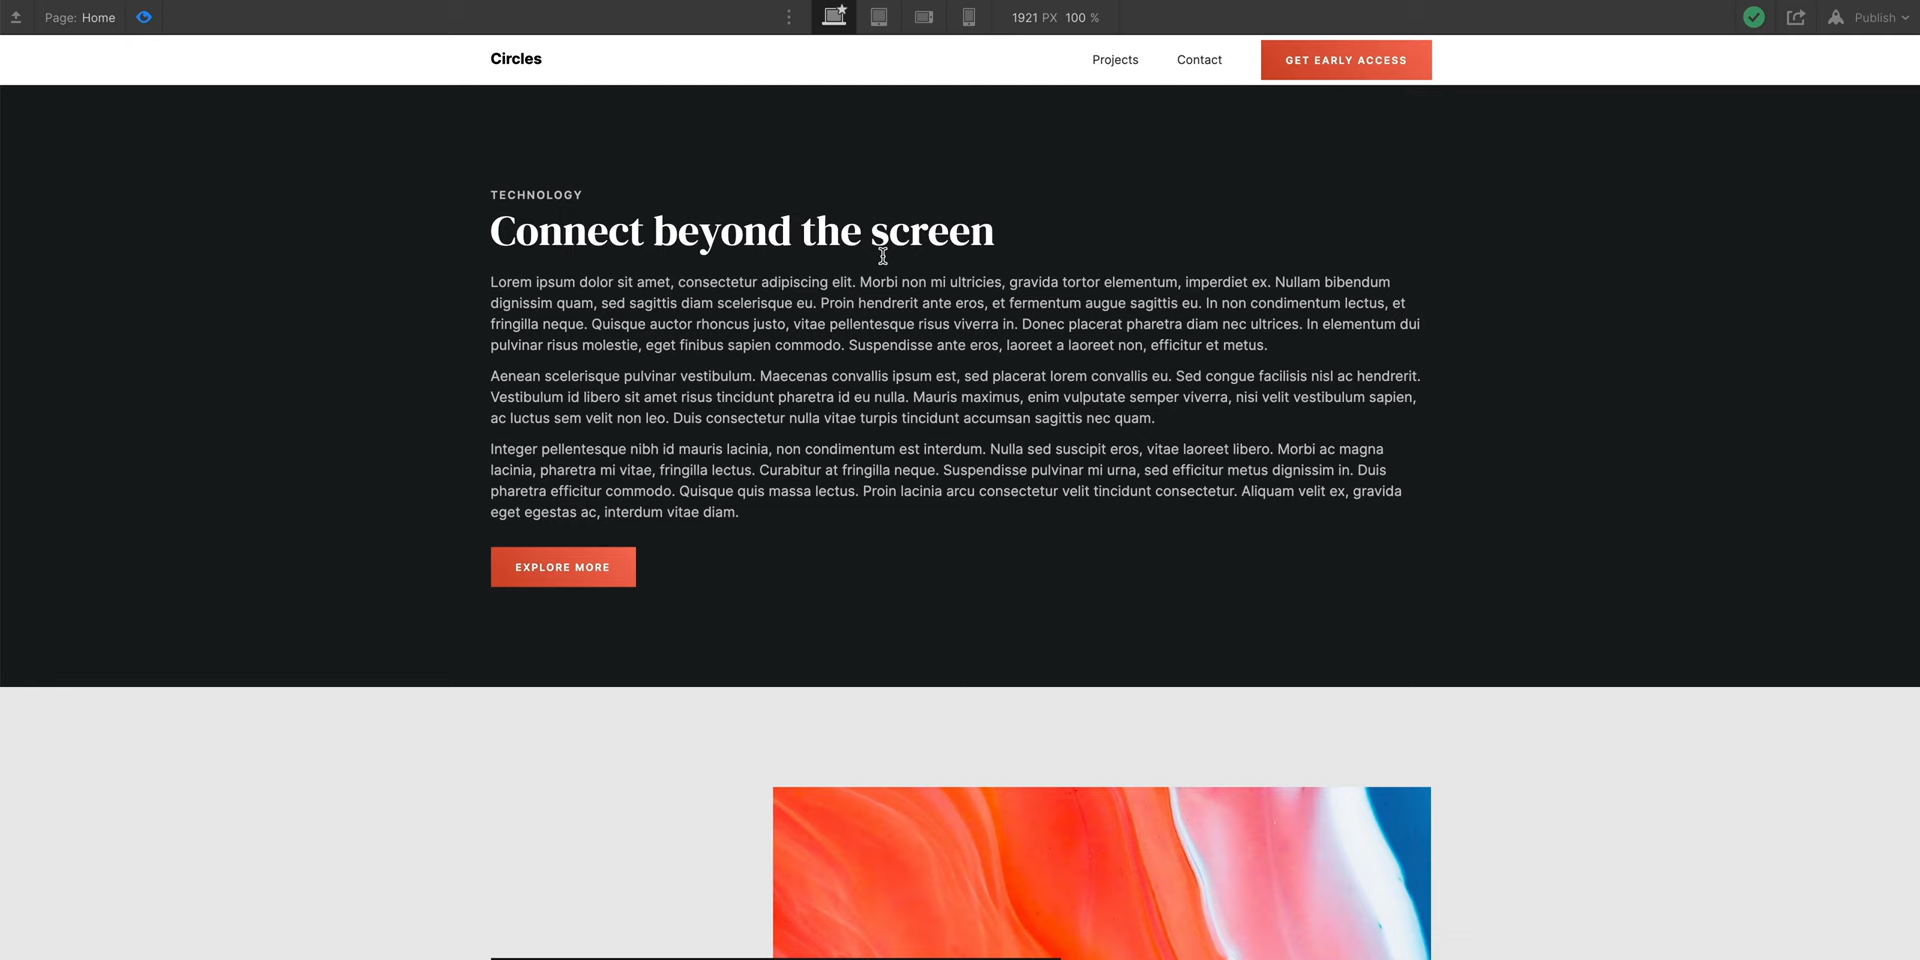 Page: Home
1921 PX 100 %
Publish
Circles
Projects
Contact
GET EARLY ACCESS
TECHNOLOGY
Connect beyond the screen
Lorem ipsum dolor sit amet, consectetur adipiscing elit. Morbi non mi ultricies, gravida tortor elementum, imperdiet ex. Nullam bibendum
dignissim quam, sed sagittis diam scelerisque eu. Proin hendrerit ante eros, et fermentum augue sagittis eu. In non condimentum lectus, et
fringilla neque. Quisque auctor rhoncus justo, vitae pellentesque risus viverra in. Donec placerat pharetra diam nec ultrices. In elementum dui
pulvinar risus molestie, eget finibus sapien commodo. Suspendisse ante eros, laoreet a laoreet non, efficitur et metus.
Aenean scelerisque pulvinar vestibulum. Maecenas convallis ipsum est, sed placerat lorem convallis eu. Sed congue facilisis nisl ac hendrerit.
Vestibulum id libero sit amet risus tincidunt pharetra id eu nulla. Mauris maximus, enim vulputate semper viverra, nisi velit vestibulum sapien,
ac luctus sem velit non leo. Duis consectetur nulla vitae turpis tincidunt accumsan sagittis nec quam.
Integer pellentesque nibh id mauris lacinia, non condimentum est interdum. Nulla sed suscipit eros, vitae laoreet libero. Morbi ac magna
lacinia, pharetra mi vitae, fringilla lectus. Curabitur at fringilla neque. Suspendisse pulvinar mi urna, sed efficitur metus dignissim in. Duis
pharetra efficitur commodo. Quisque quis massa lectus. Proin lacinia arcu consectetur velit tincidunt consectetur. Aliquam velit ex, gravida
eget egestas ac, interdum vitae diam.
EXPLORE MORE